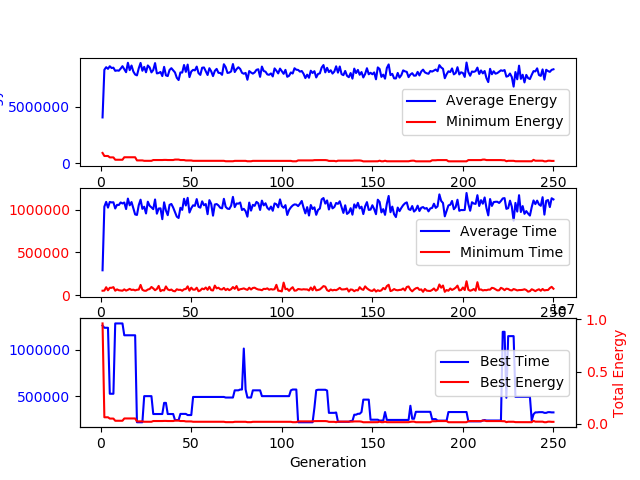 5000000
0
Average Energy
Minimum Energy
0 50 100 150 200 250
1000000
500000
0
Average Time
Minimum Time
0 50 100 150 200 250
1e7
1000000
500000
Best Time
Best Energy
1.0
0.5
0.0
Total Energy
0 50 100 150 200 250
Generation